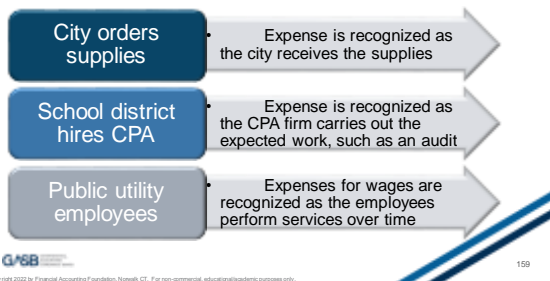 City orders
supplies
• Expense is recognized as
the city receives the supplies
School district
hires CPA
• Expense is recognized as
the CPA firm carries out the
expected work, such as an audit
Public utility
employees
• Expenses for wages are
recognized as the employees
perform services over time
GASB
159
right 2022 by Financial Accounting Foundation, Norwalk CT. For non-commercial, educational/academic purposes only.